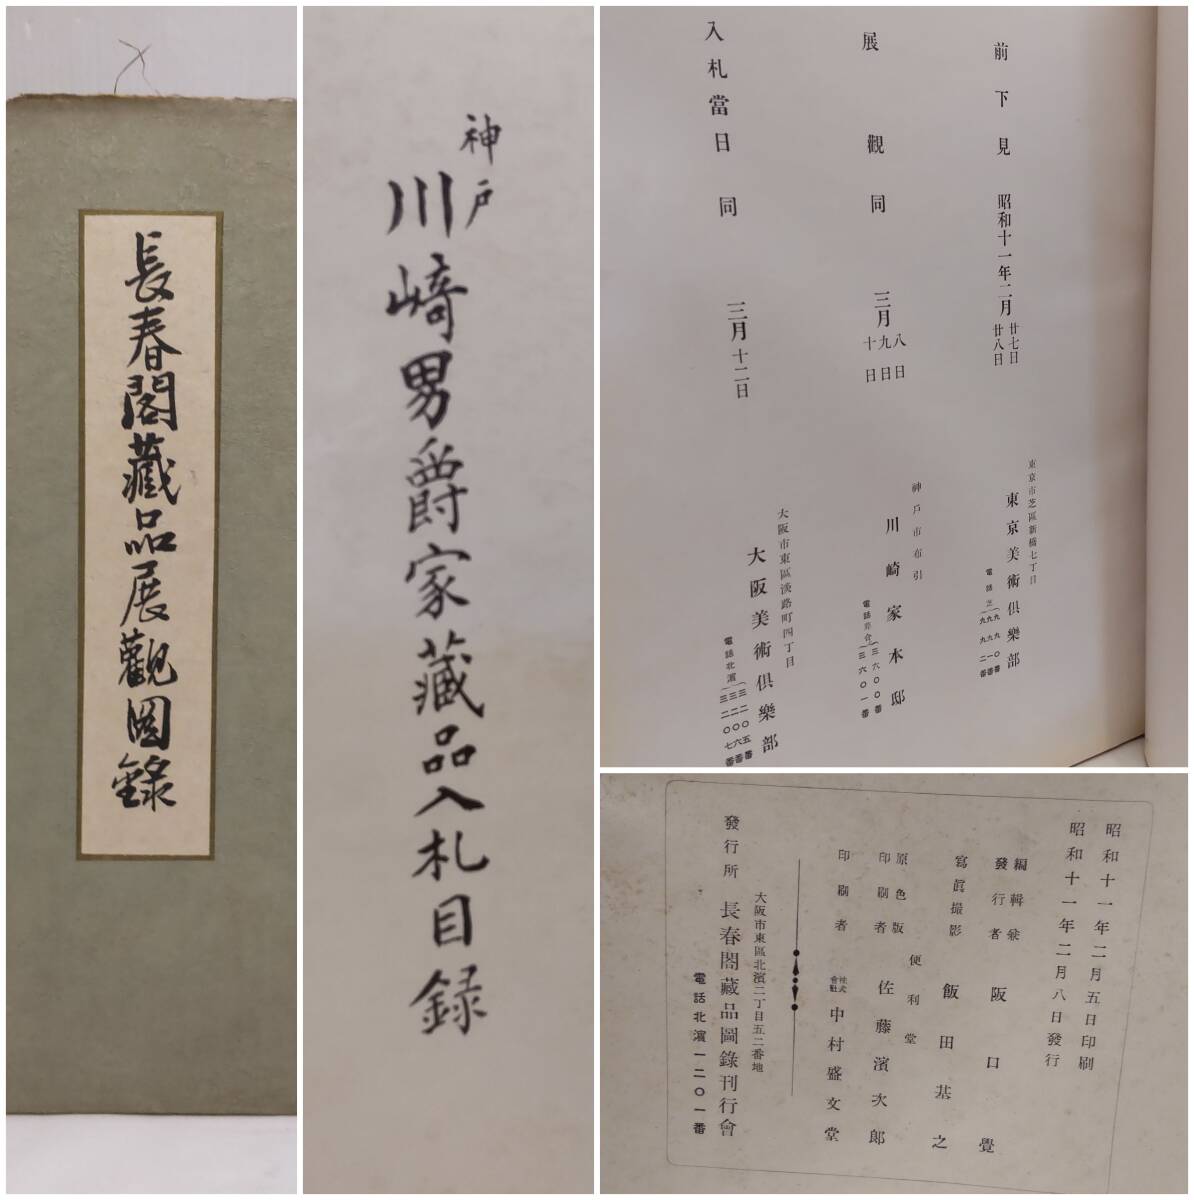 長春閣藏品展觀図錄
神戸
川崎男爵家藏品入札目録
前下見 昭和十一年二月 廿七日 廿八日
東京市芝區新橋七丁目
東京美術倶樂部
展觀 同 三月 八日 九日 十日
神戸市布引
川崎家本邸
入札當日 同 三月十二日
大阪市東區淡路町四丁目
大阪美術倶樂部
昭和十一年二月五日印刷
昭和十一年二月八日發行
編輯兼發行者 阪口覺
寫眞撮影 飯田基之
原色版印刷者 便利堂 佐藤濱次郎
印刷者 株式會社 中村盛文堂
大阪市東區北濱二丁目五二番地
發行所 長春閣藏品圖錄刊行會
電話北濱一二〇一番